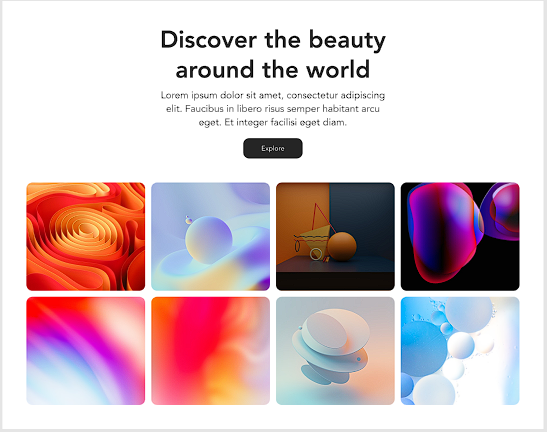 Discover the beauty
around the world
Lorem ipsum dolor sit amet, consectetur adipiscing
elit. Faucibus in libero risus semper habitant arcu
eget. Et integer facilisi eget diam.
Explore